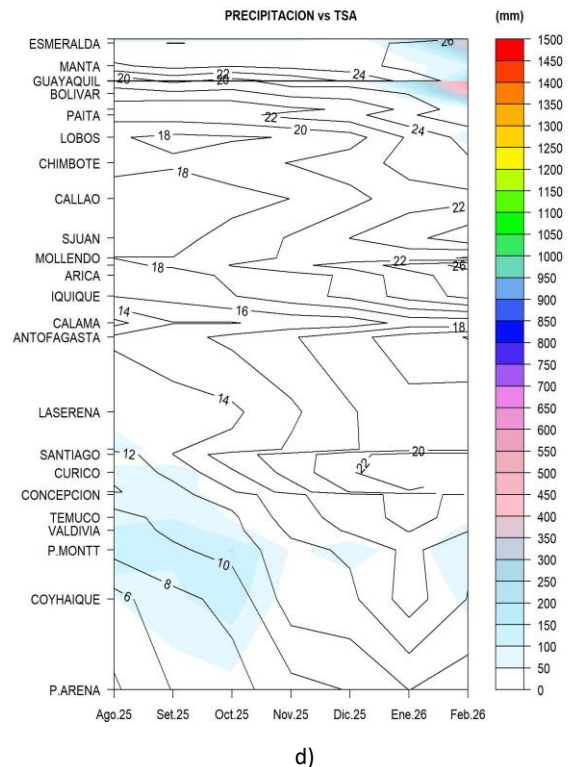 PRECIPITACION vs TSA
(mm)
ESMERALDA
MANTA
GUAYAQUIL
BOLIVAR
PAITA
LOBOS
CHIMBOTE
CALLAO
SJUAN
MOLLENDO
ARICA
IQUIQUE
CALAMA
ANTOFAGASTA
LASERENA
SANTIAGO
CURICO
CONCEPCION
TEMUCO
VALDIVIA
P.MONTT
COYHAIQUE
P.ARENA
26
22
24
20
20
22
20
24
18
18
22
22
18
26
16
14
18
14
12
20
22
10
8
6
Ago.25 Set.25 Oct.25 Nov.25 Dic.25 Ene.26 Feb.26
1500
1450
1400
1350
1300
1250
1200
1150
1100
1050
1000
950
900
850
800
750
700
650
600
550
500
450
400
350
300
250
200
150
100
50
0
d)